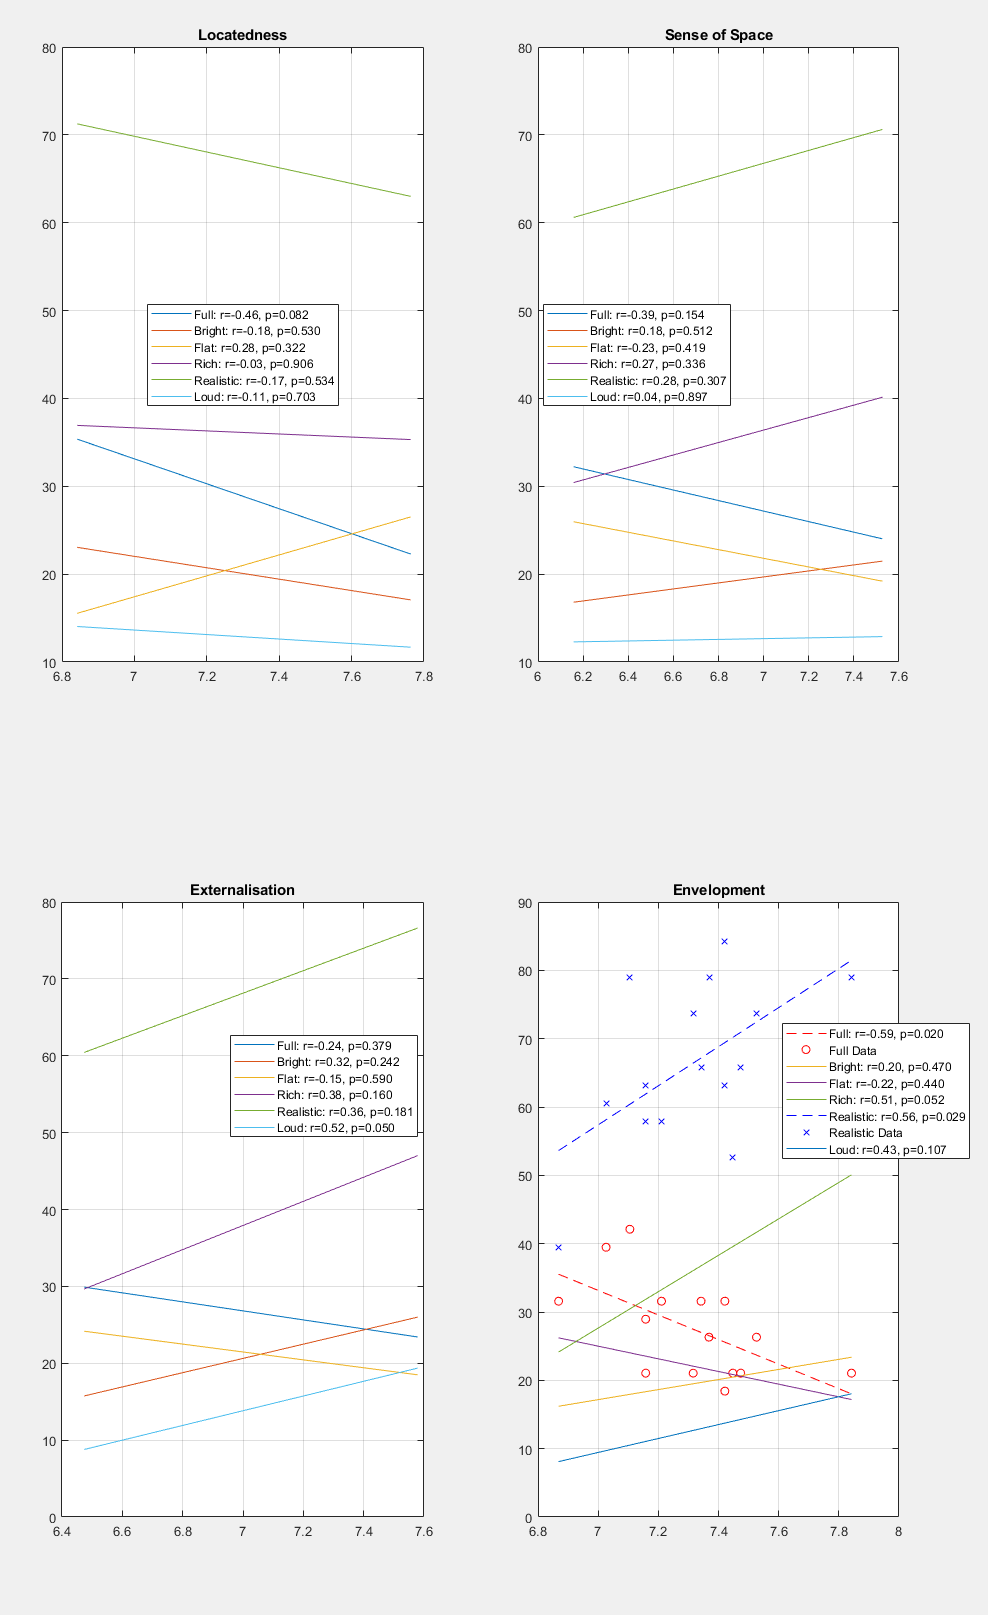 Locatedness
80
70
60
50
40
30
20
10
6.8 7 7.2 7.4 7.6 7.8
Full: r=-0.46, p=0.082
Bright: r=-0.18, p=0.530
Flat: r=0.28, p=0.322
Rich: r=-0.03, p=0.906
Realistic: r=-0.17, p=0.534
Loud: r=-0.11, p=0.703
Sense of Space
80
70
60
50
40
30
20
10
6 6.2 6.4 6.6 6.8 7 7.2 7.4 7.6
Full: r=-0.39, p=0.154
Bright: r=0.18, p=0.512
Flat: r=-0.23, p=0.419
Rich: r=0.27, p=0.336
Realistic: r=0.28, p=0.307
Loud: r=0.04, p=0.897
Externalisation
80
70
60
50
40
30
20
10
0
6.4 6.6 6.8 7 7.2 7.4 7.6
Full: r=-0.24, p=0.379
Bright: r=0.32, p=0.242
Flat: r=-0.15, p=0.590
Rich: r=0.38, p=0.160
Realistic: r=0.36, p=0.181
Loud: r=0.52, p=0.050
Envelopment
90
80
70
60
50
40
30
20
10
0
6.8 7 7.2 7.4 7.6 7.8 8
Full: r=-0.59, p=0.020
Full Data
Bright: r=0.20, p=0.470
Flat: r=-0.22, p=0.440
Rich: r=0.51, p=0.052
Realistic: r=0.56, p=0.029
Realistic Data
Loud: r=0.43, p=0.107